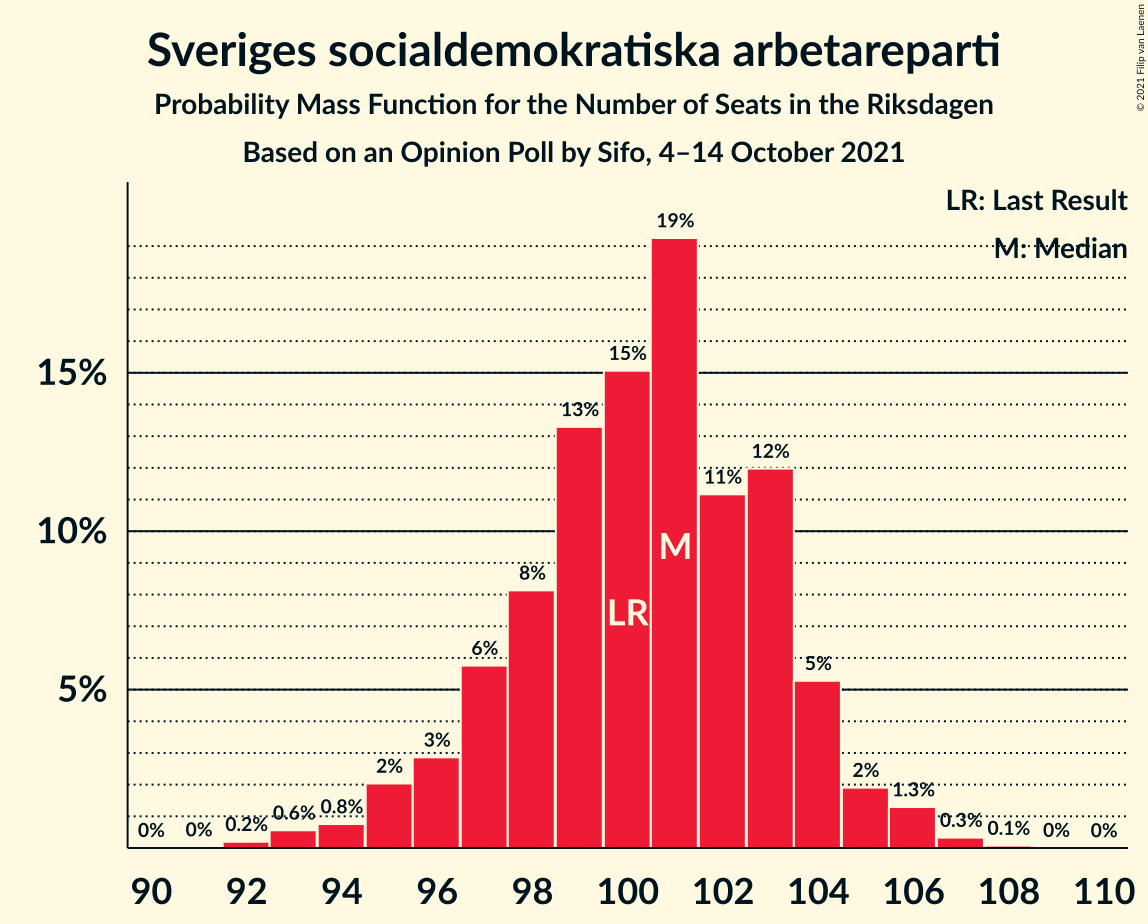 Sveriges socialdemokratiska arbetareparti
Probability Mass Function for the Number of Seats in the Riksdagen
Based on an Opinion Poll by Sifo, 4–14 October 2021
© 2021 Filip van Laenen
LR: Last Result
M: Median
15%
10%
5%
0%
0%
0.2%
0.6%
0.8%
2%
3%
6%
8%
13%
15%
19%
11%
12%
5%
2%
1.3%
0.3%
0.1%
0%
0%
LR
M
90 92 94 96 98 100 102 104 106 108 110